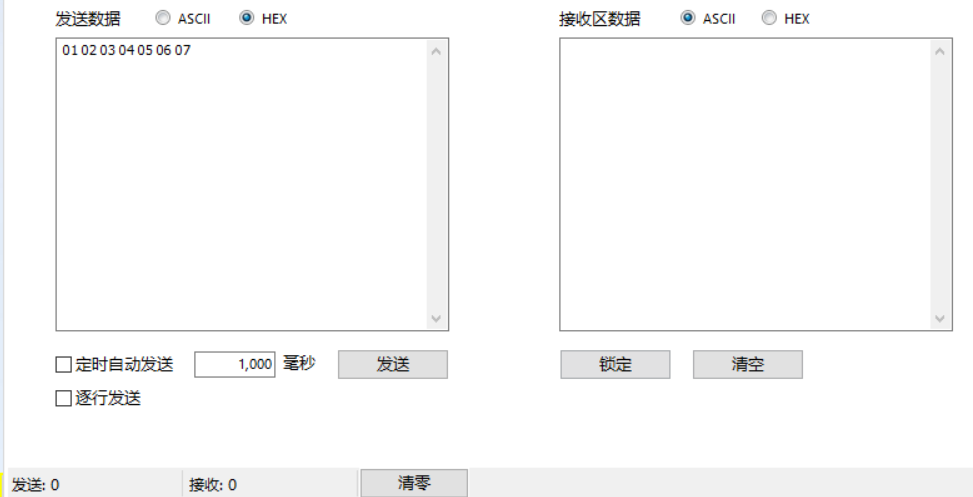 发送数据 ASCII HEX 接收区数据 ASCII HEX
01 02 03 04 05 06 07
定时自动发送 1,000 毫秒 发送 锁定 清空
逐行发送
发送: 0 接收: 0 清零